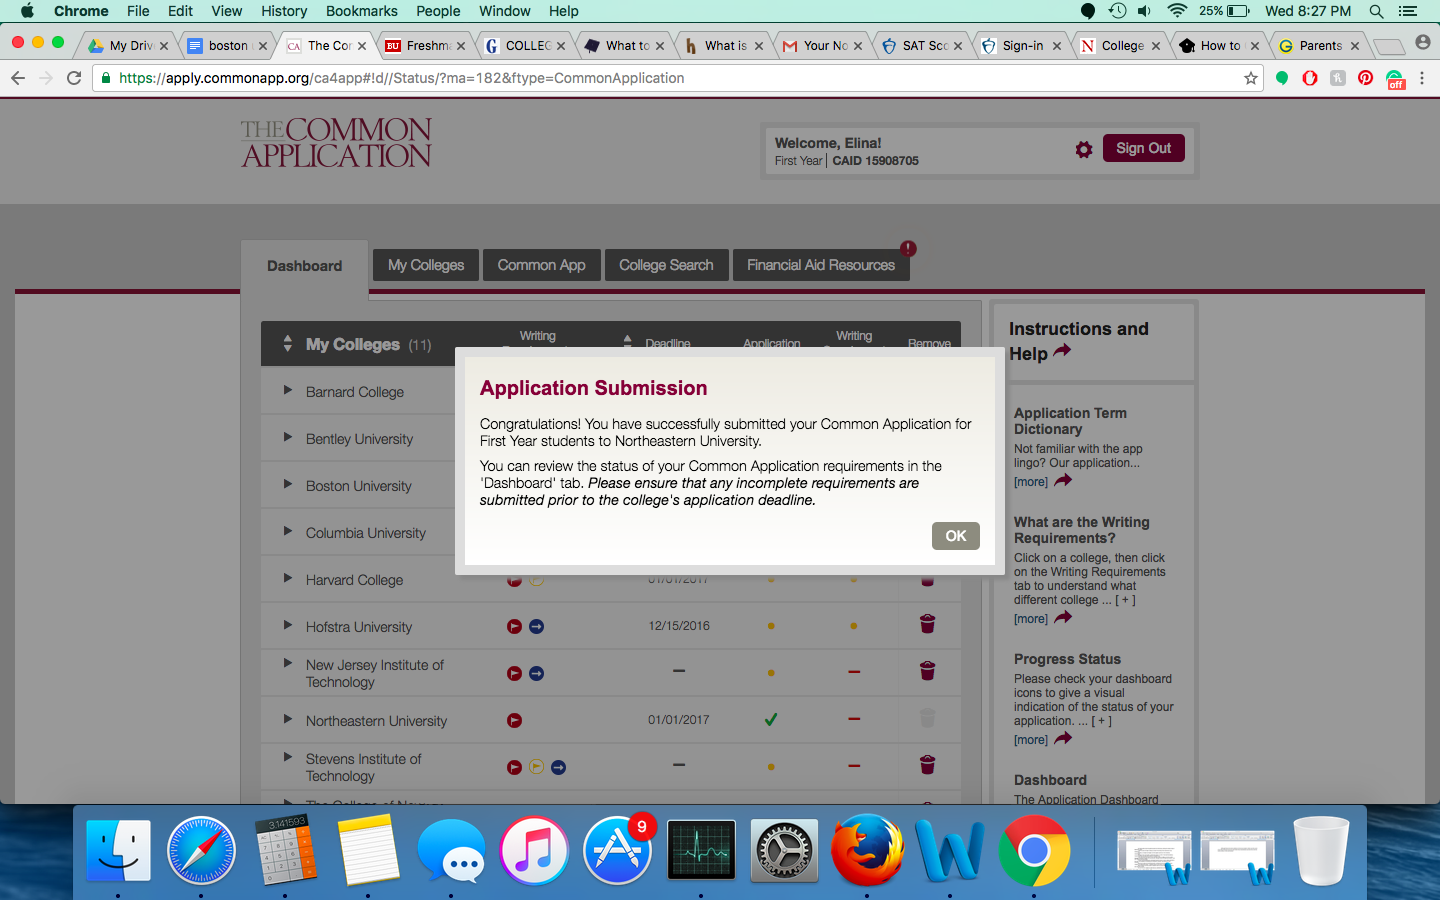 Chrome File Edit View History Bookmarks People Window Help 25% Wed 8:27 PM
My Driv boston The Con Freshm COLLEG What to What is Your No SAT Sco Sign-in College How to Parents
https://apply.commonapp.org/ca4app#!d//Status/?ma=182&ftype=CommonApplication
off
THE COMMON
APPLICATION
Welcome, Elina!
First Year | CAID 15908705
Sign Out
Dashboard My Colleges Common App College Search Financial Aid Resources
My Colleges (11) Writing Deadline Application Writing Remove
Barnard College
Bentley University
Boston University
Columbia University
Harvard College 01/01/2017
Hofstra University 12/15/2016
New Jersey Institute of
Technology
Northeastern University 01/01/2017
Stevens Institute of
Technology
Application Submission
Congratulations! You have successfully submitted your Common Application for
First Year students to Northeastern University.
You can review the status of your Common Application requirements in the
'Dashboard' tab. Please ensure that any incomplete requirements are
submitted prior to the college's application deadline.
OK
Instructions and
Help
Application Term
Dictionary
Not familiar with the app
lingo? Our application...
[more]
What are the Writing
Requirements?
Click on a college, then click
on the Writing Requirements
tab to understand what
different college ... [ + ]
[more]
Progress Status
Please check your dashboard
icons to give a visual
indication of the status of your
application. ... [ + ]
[more]
Dashboard
The Application Dashboard
3.141593
9